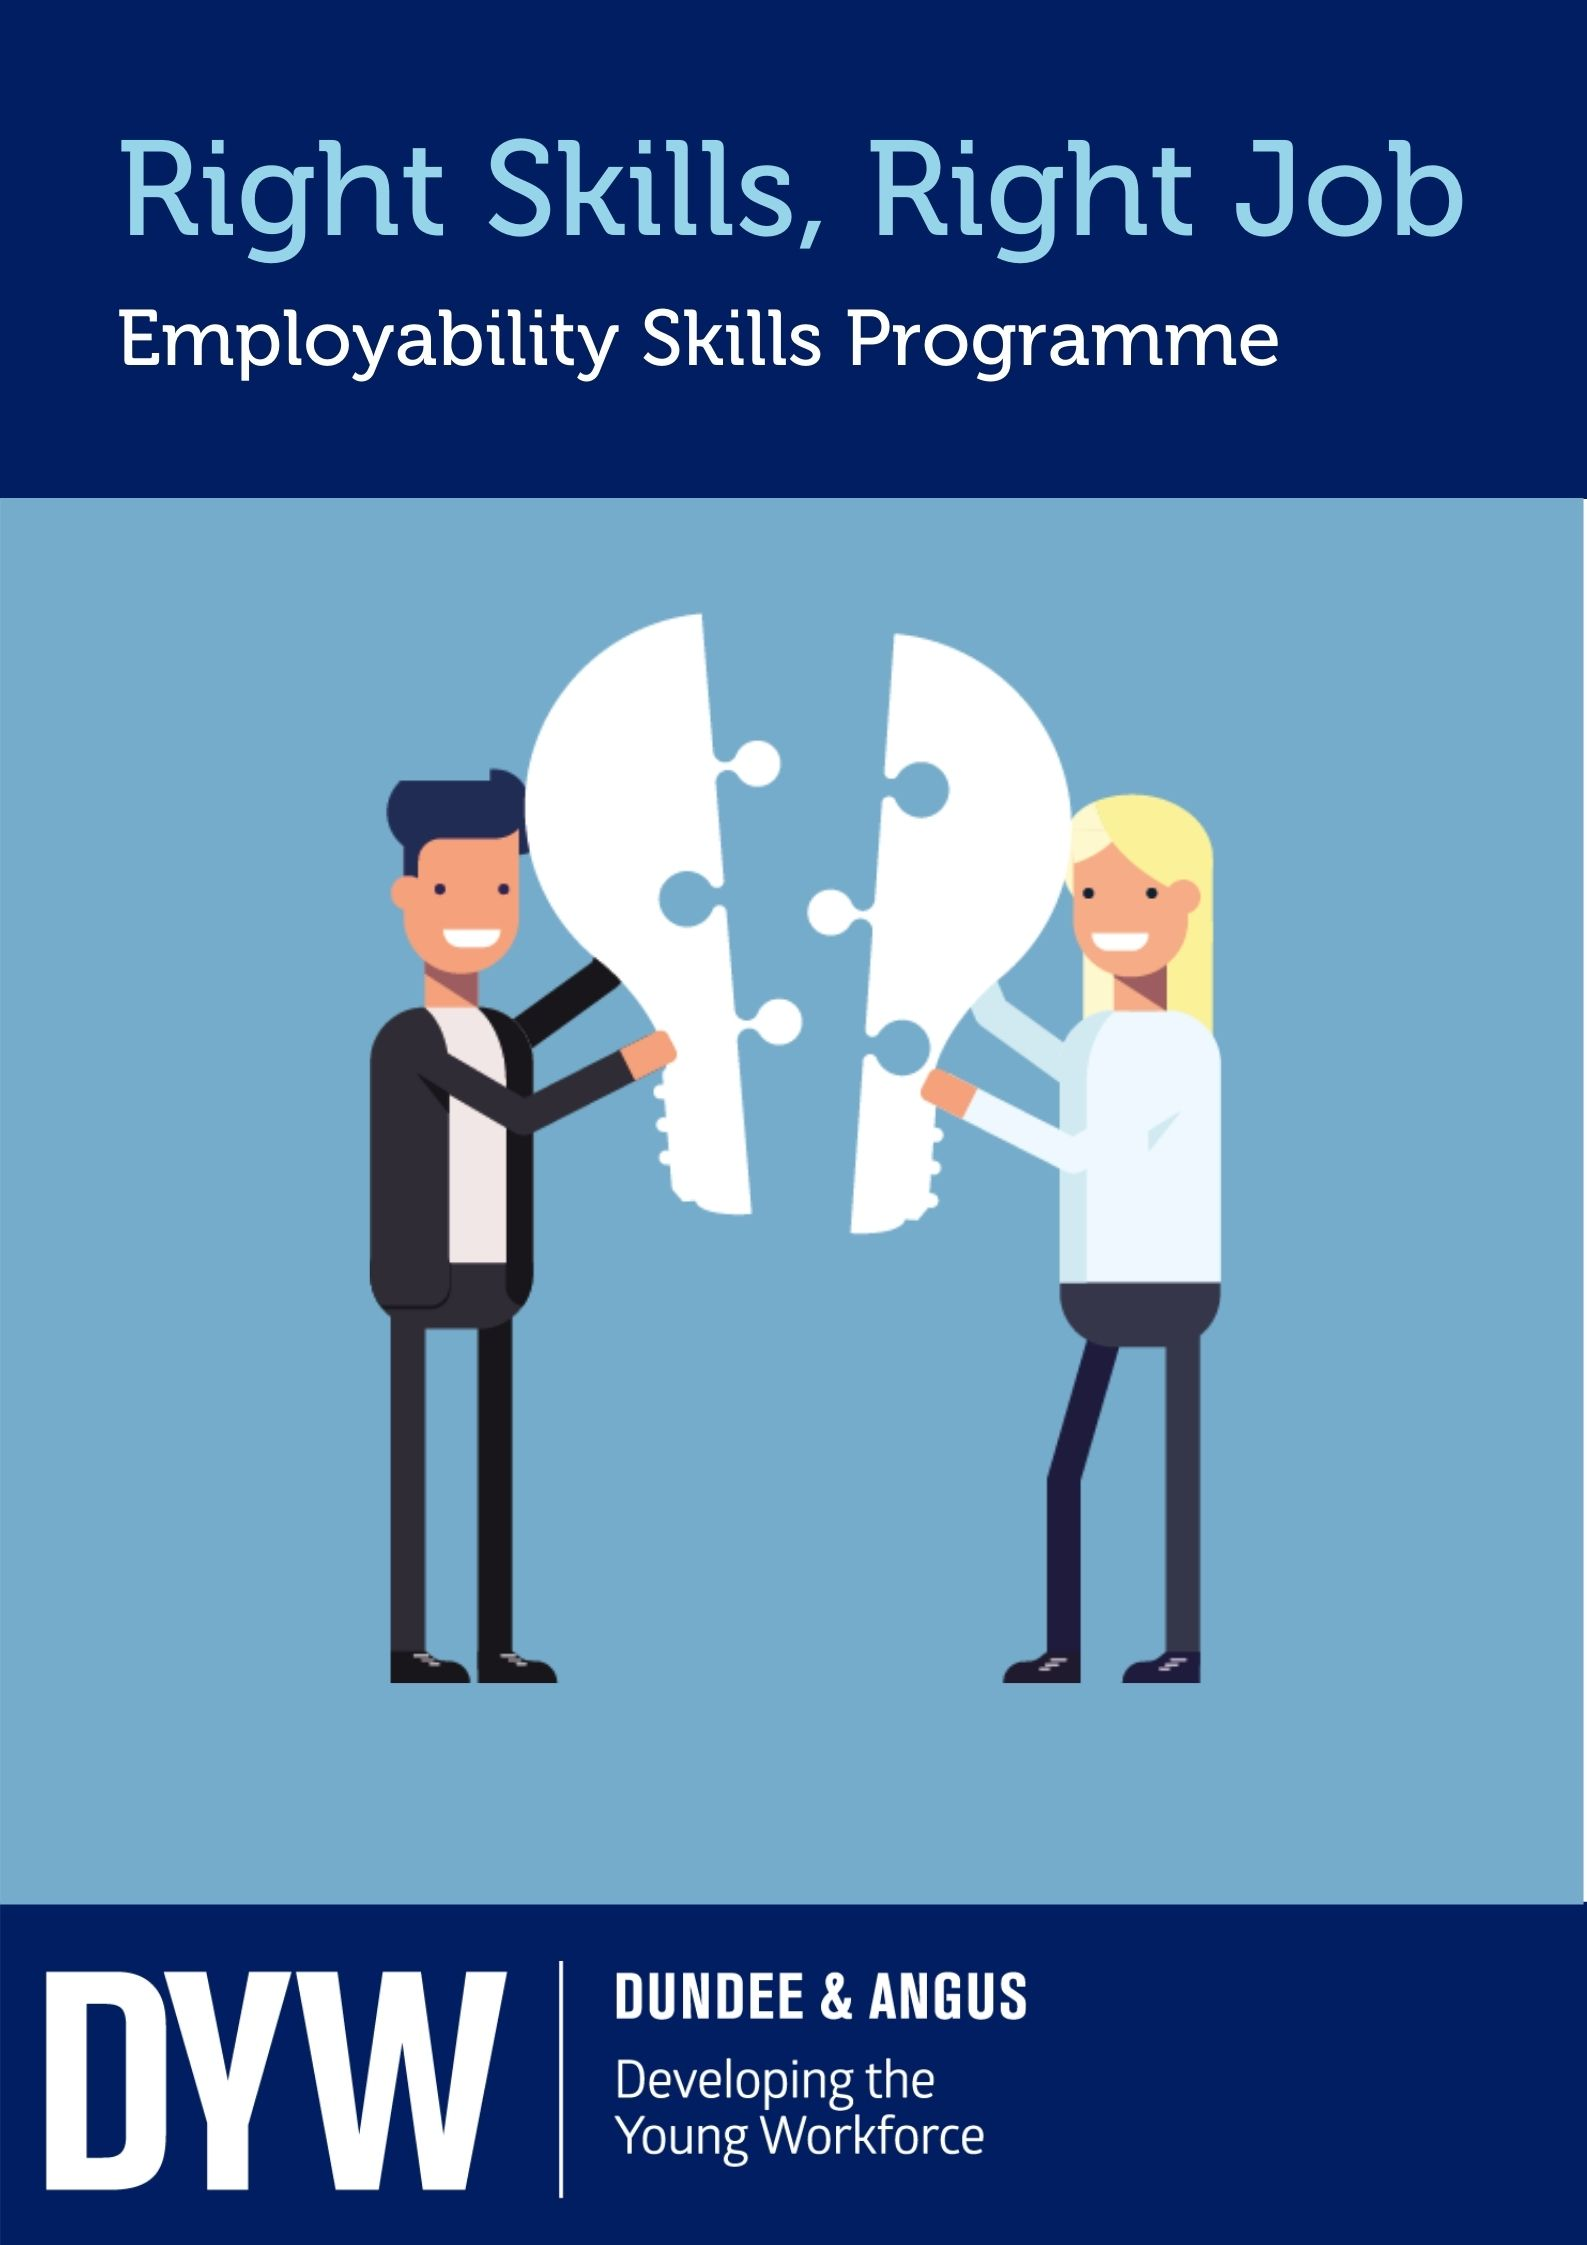 Right Skills, Right Job
Employability Skills Programme
DYW
DUNDEE & ANGUS
Developing the
Young Workforce